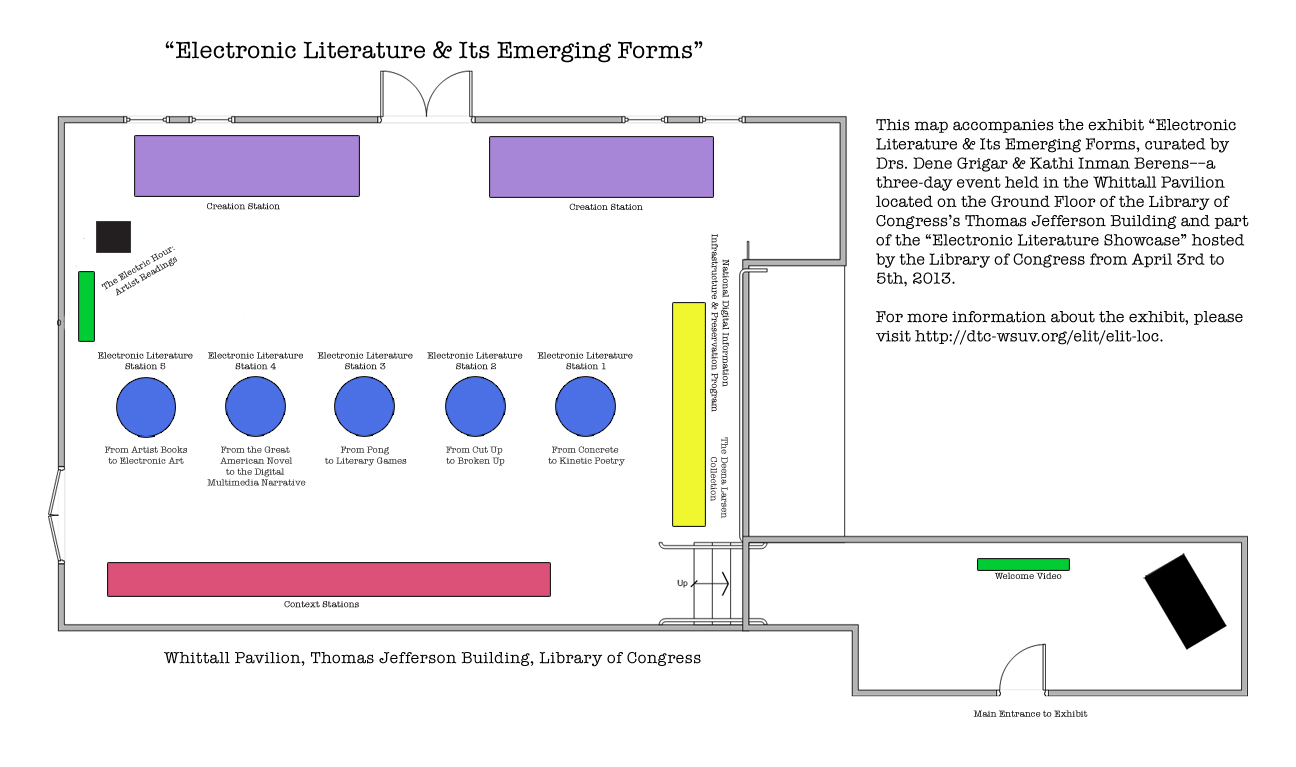 “Electronic Literature & Its Emerging Forms”
This map accompanies the exhibit “Electronic
Literature & Its Emerging Forms, curated by
Drs. Dene Grigar & Kathi Inman Berens––a
three-day event held in the Whittall Pavilion
located on the Ground Floor of the Library of
Congress’s Thomas Jefferson Building and part
of the “Electronic Literature Showcase” hosted
by the Library of Congress from April 3rd to
5th, 2013.
For more information about the exhibit, please
visit http://dtc-wsuv.org/elit/elit-loc.
Creation Station
Creation Station
The Electric Hour:
Artist Readings
National Digital Information
Infrastructure & Preservation Program
The Deena Larsen
Collection
Electronic Literature
Station 5
Electronic Literature
Station 4
Electronic Literature
Station 3
Electronic Literature
Station 2
Electronic Literature
Station 1
From Artist Books
to Electronic Art
From the Great
American Novel
to the Digital
Multimedia Narrative
From Pong
to Literary Games
From Cut Up
to Broken Up
From Concrete
to Kinetic Poetry
Up
Welcome Video
Context Stations
Whittall Pavilion, Thomas Jefferson Building, Library of Congress
Main Entrance to Exhibit